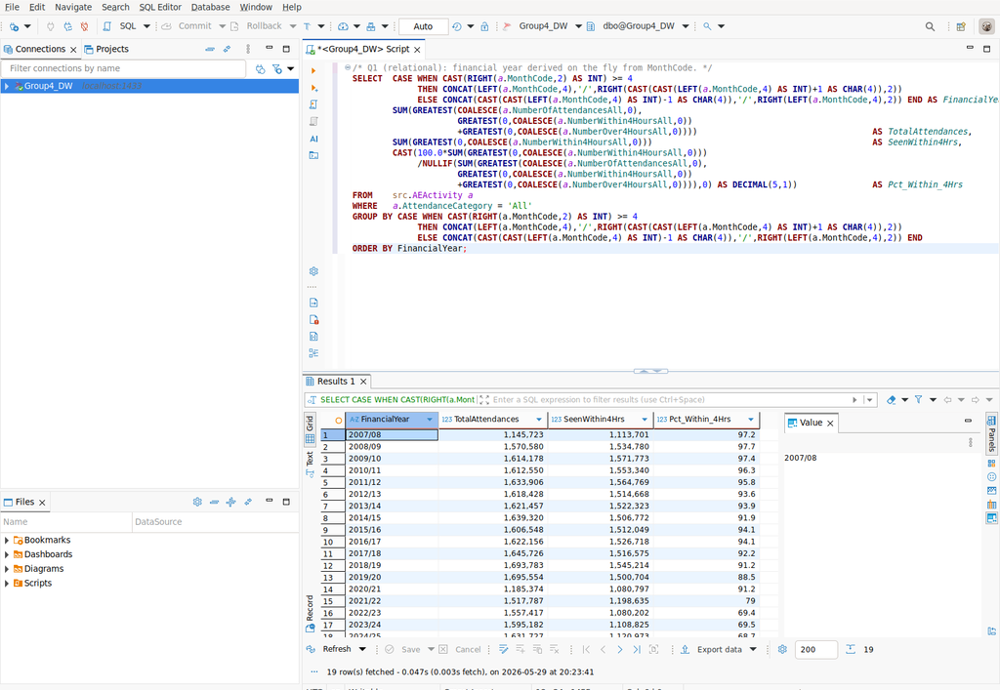 File Edit Navigate Search SQL Editor Database Window Help
SQL Commit Rollback T Auto Group4_DW dbo@Group4_DW
Connections Projects
Filter connections by name
Group4_DW localhost:1433
*<Group4_DW> Script
/* Q1 (relational): financial year derived on the fly from MonthCode. */
SELECT CASE WHEN CAST(RIGHT(a.MonthCode,2) AS INT) >= 4
THEN CONCAT(LEFT(a.MonthCode,4),'/',RIGHT(CAST(CAST(LEFT(a.MonthCode,4) AS INT)+1 AS CHAR(4)),2))
ELSE CONCAT(CAST(CAST(LEFT(a.MonthCode,4) AS INT)-1 AS CHAR(4)),'/',RIGHT(LEFT(a.MonthCode,4),2)) END AS FinancialYe
SUM(GREATEST(COALESCE(a.NumberOfAttendancesAll,0),
GREATEST(0,COALESCE(a.NumberWithin4HoursAll,0))
+GREATEST(0,COALESCE(a.NumberOver4HoursAll,0)))) AS TotalAttendances,
SUM(GREATEST(0,COALESCE(a.NumberWithin4HoursAll,0))) AS SeenWithin4Hrs,
CAST(100.0*SUM(GREATEST(0,COALESCE(a.NumberWithin4HoursAll,0)))
/NULLIF(SUM(GREATEST(COALESCE(a.NumberOfAttendancesAll,0),
GREATEST(0,COALESCE(a.NumberWithin4HoursAll,0))
+GREATEST(0,COALESCE(a.NumberOver4HoursAll,0)))),0) AS DECIMAL(5,1)) AS Pct_Within_4Hrs
FROM src.AEActivity a
WHERE a.AttendanceCategory = 'All'
GROUP BY CASE WHEN CAST(RIGHT(a.MonthCode,2) AS INT) >= 4
THEN CONCAT(LEFT(a.MonthCode,4),'/',RIGHT(CAST(CAST(LEFT(a.MonthCode,4) AS INT)+1 AS CHAR(4)),2))
ELSE CONCAT(CAST(CAST(LEFT(a.MonthCode,4) AS INT)-1 AS CHAR(4)),'/',RIGHT(LEFT(a.MonthCode,4),2)) END
ORDER BY FinancialYear;
AI
Files
Name DataSource
Bookmarks
Dashboards
Diagrams
Scripts
Results 1
SELECT CASE WHEN CAST(RIGHT(a.Mont Enter a SQL expression to filter results (use Ctrl+Space)
Grid
Text
Record
AZ FinancialYear 123 TotalAttendances 123 SeenWithin4Hrs 123 Pct_Within_4Hrs
1 2007/08 1,145,723 1,113,701 97.2
2 2008/09 1,570,580 1,534,780 97.7
3 2009/10 1,614,178 1,571,773 97.4
4 2010/11 1,612,550 1,553,340 96.3
5 2011/12 1,633,906 1,564,769 95.8
6 2012/13 1,618,428 1,514,668 93.6
7 2013/14 1,621,457 1,522,323 93.9
8 2014/15 1,639,320 1,506,772 91.9
9 2015/16 1,606,548 1,512,049 94.1
10 2016/17 1,622,156 1,526,718 94.1
11 2017/18 1,645,726 1,516,575 92.2
12 2018/19 1,693,783 1,545,214 91.2
13 2019/20 1,695,554 1,500,704 88.5
14 2020/21 1,185,374 1,080,797 91.2
15 2021/22 1,517,787 1,198,635 79
16 2022/23 1,557,417 1,080,202 69.4
17 2023/24 1,595,182 1,108,825 69.5
18 2024/25 1,631,727 1,120,973 68.7
Value
2007/08
Panels
Refresh Save Cancel Export data 200 19
19 row(s) fetched - 0.047s (0.003s fetch), on 2026-05-29 at 20:23:41